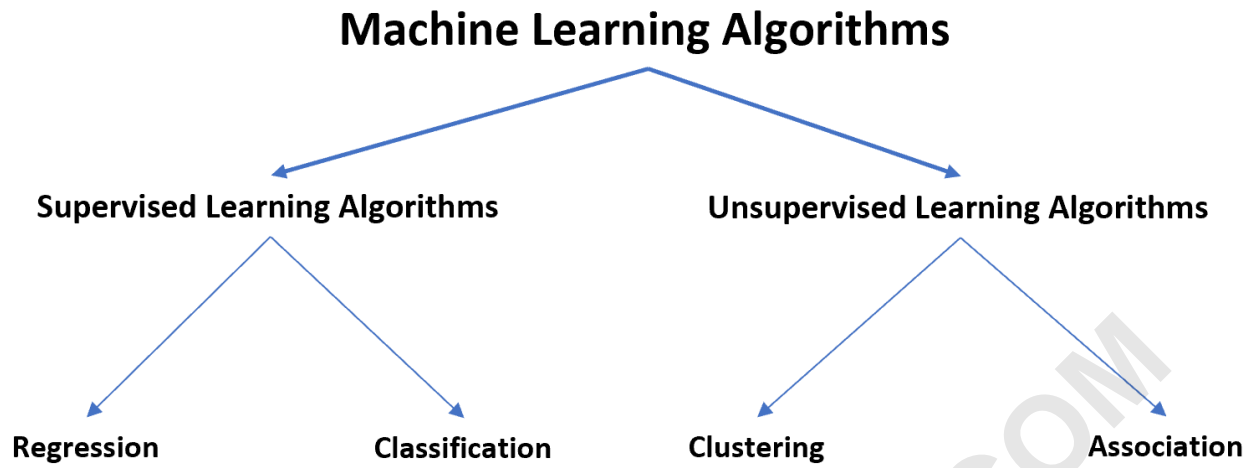 Machine Learning Algorithms
Supervised Learning Algorithms
Unsupervised Learning Algorithms
Regression
Classification
Clustering
Association